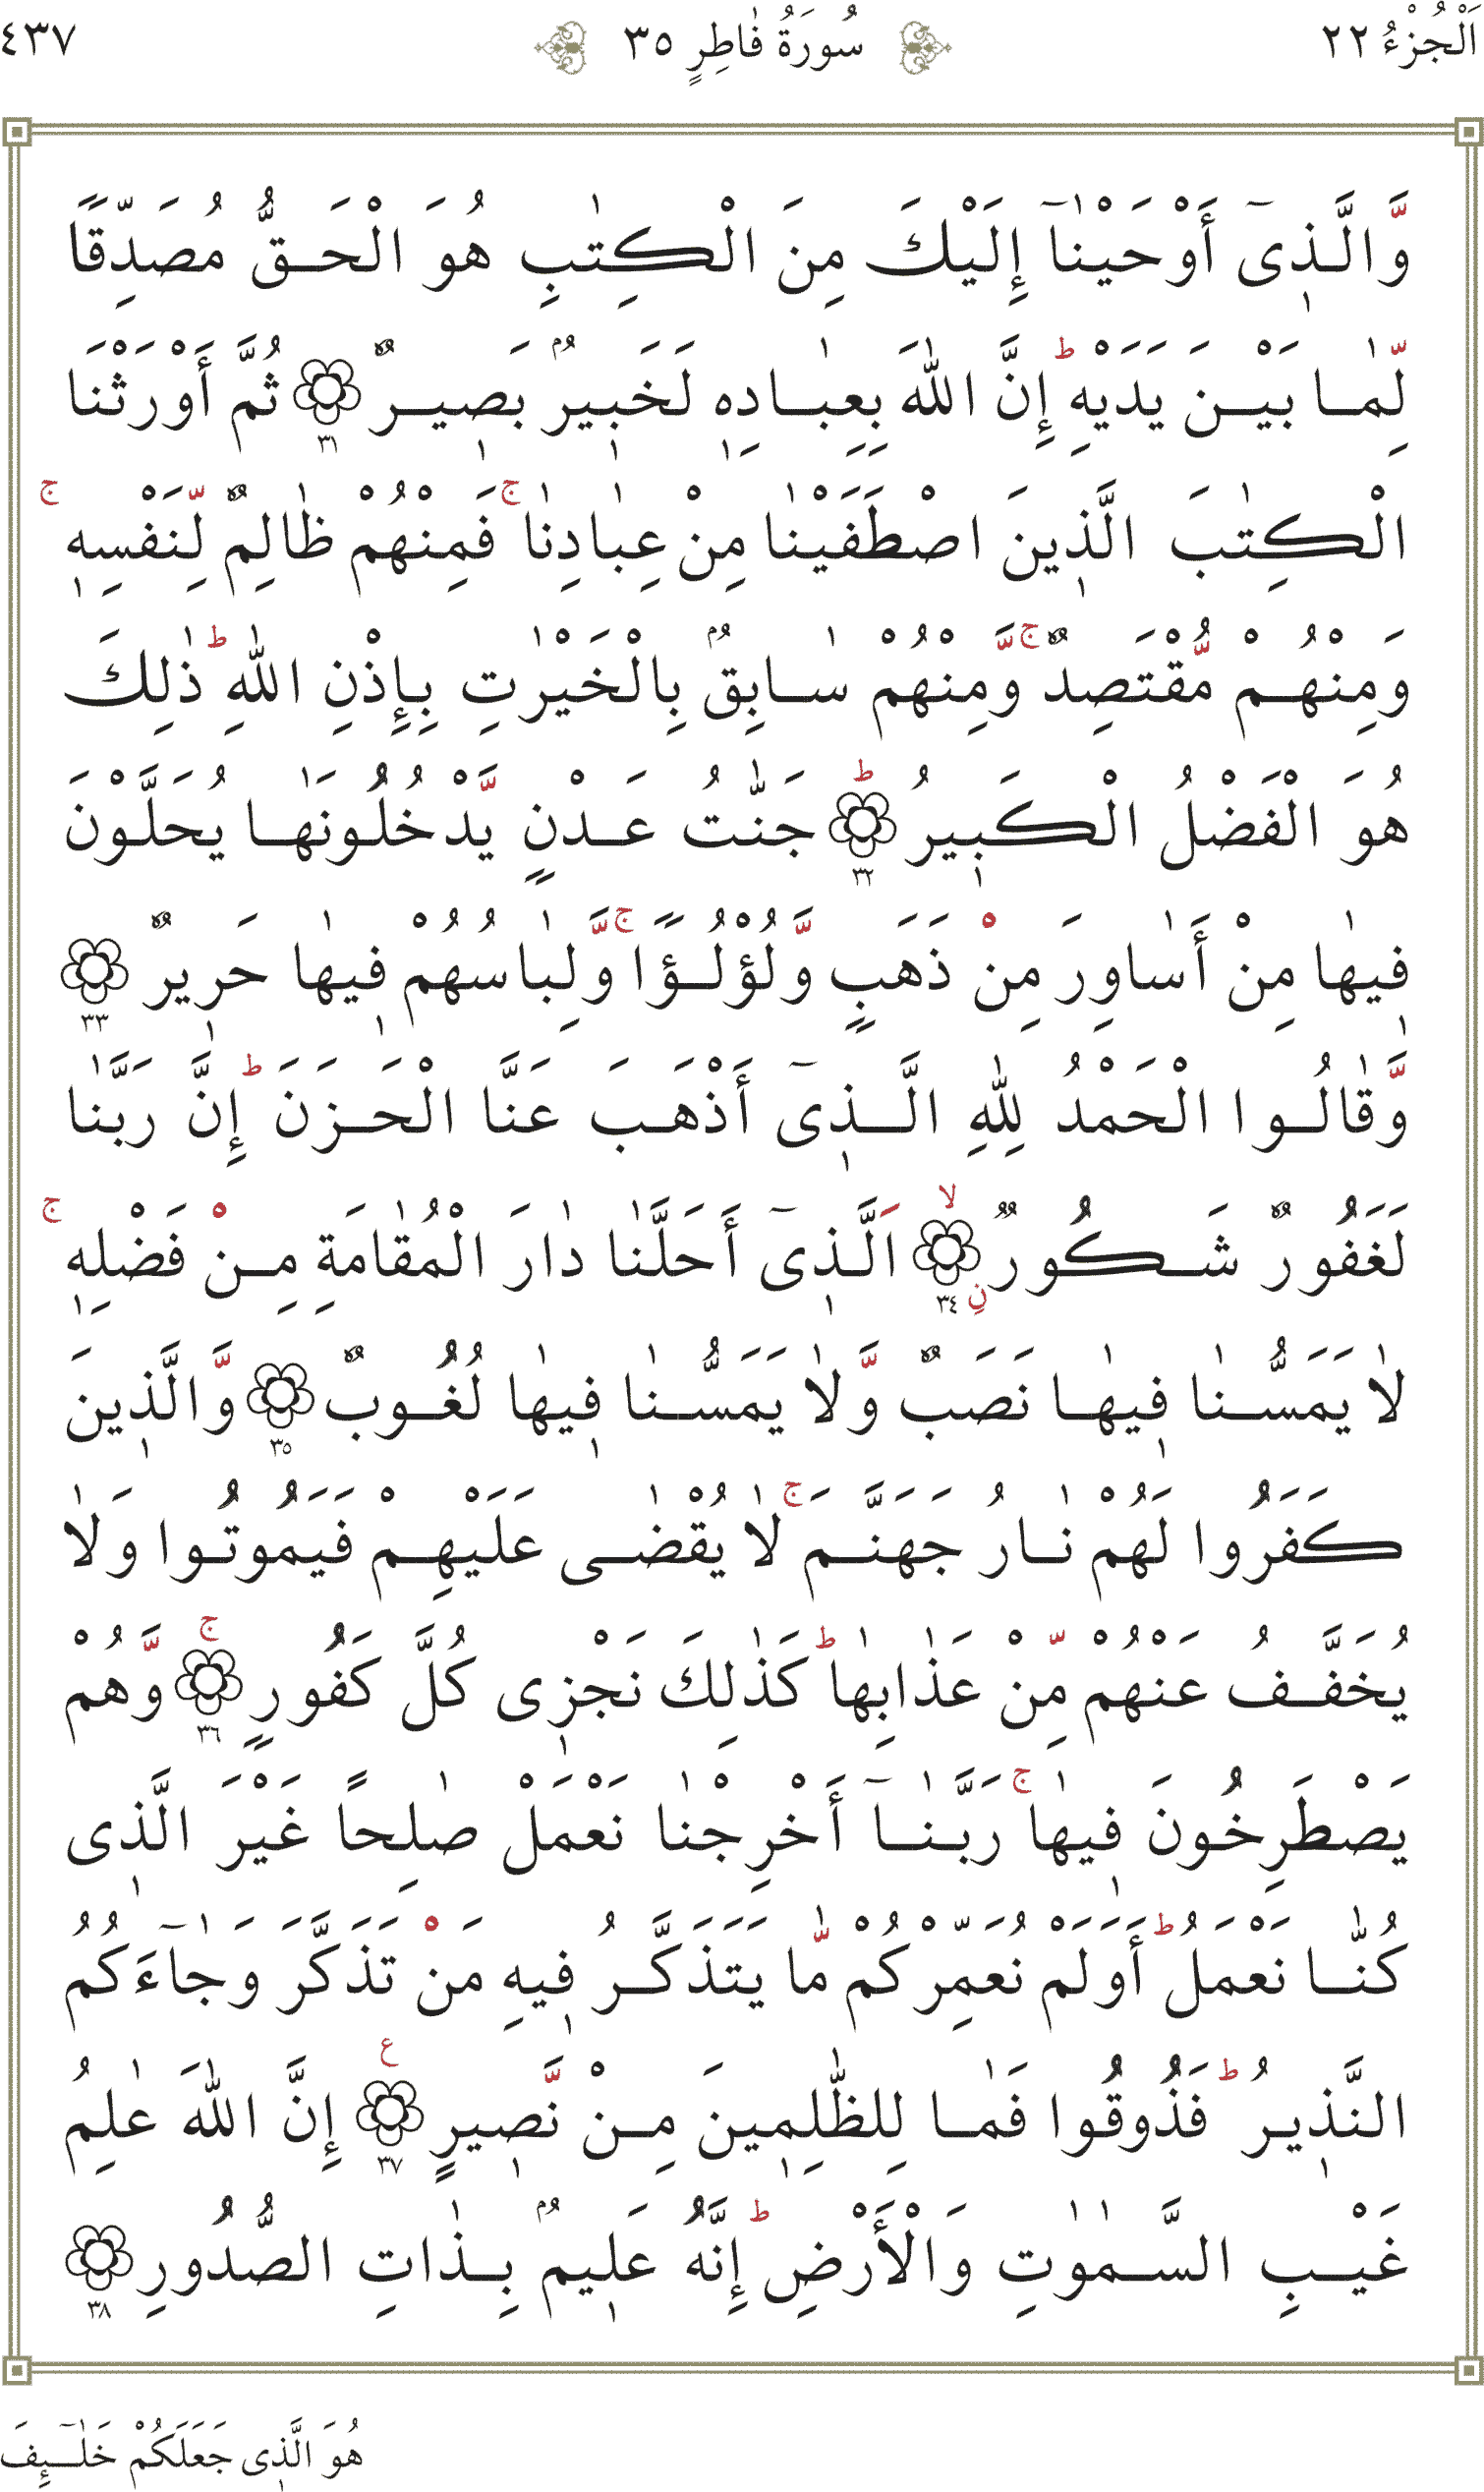 اَلْجُزْءُ ٢٢ سُورَةُ فٰاطِرٍ ٣٥ ٤٣٧
وَّالَّذٖىٓ أَوْحَيْنٰآ إِلَيْكَ مِنَ الْكِتٰبِ هُوَ الْحَقُّ مُصَدِّقًا
لِّمٰا بَيْنَ يَدَيْهِ ؕ إِنَّ اللّٰهَ بِعِبٰادِهٖ لَخَبٖيرٌۢ بَصٖيرٌ ٣١ ثُمَّ أَوْرَثْنَا
الْكِتٰبَ الَّذٖينَ اصْطَفَيْنٰا مِنْ عِبٰادِنٰا ۚ فَمِنْهُمْ ظٰالِمٌ لِّنَفْسِهٖ ۚ
وَمِنْهُمْ مُّقْتَصِدٌ ۚ وَّمِنْهُمْ سٰابِقٌۢ بِالْخَيْرٰتِ بِإِذْنِ اللّٰهِ ؕ ذٰلِكَ
هُوَ الْفَضْلُ الْكَبٖيرُ ؕ ٣٢ جَنّٰتُ عَدْنٍ يَّدْخُلُونَهٰا يُحَلَّوْنَ
فٖيهٰا مِنْ أَسٰاوِرَ مِنْ ذَهَبٍ وَّلُؤْلُؤًا ۚ وَّلِبٰاسُهُمْ فٖيهٰا حَرٖيرٌ ٣٣
وَّقٰالُوا الْحَمْدُ لِلّٰهِ الَّذٖىٓ أَذْهَبَ عَنَّا الْحَزَنَ ؕ إِنَّ رَبَّنٰا
لَغَفُورٌ شَكُورٌ ۙ ٣٤ نِ اَلَّذٖىٓ أَحَلَّنٰا دٰارَ الْمُقٰامَةِ مِنْ فَضْلِهٖ ۚ
لٰا يَمَسُّنٰا فٖيهٰا نَصَبٌ وَّلٰا يَمَسُّنٰا فٖيهٰا لُغُوبٌ ٣٥ وَّالَّذٖينَ
كَفَرُوا لَهُمْ نٰارُ جَهَنَّمَ ۚ لٰا يُقْضٰى عَلَيْهِمْ فَيَمُوتُوا وَلٰا
يُخَفَّفُ عَنْهُمْ مِّنْ عَذٰابِهٰا ؕ كَذٰلِكَ نَجْزٖى كُلَّ كَفُورٍ ۚ ٣٦ وَّهُمْ
يَصْطَرِخُونَ فٖيهٰا ۚ رَبَّنٰآ أَخْرِجْنٰا نَعْمَلْ صٰلِحاً غَيْرَ الَّذٖى
كُنّٰا نَعْمَلُ ؕ أَوَلَمْ نُعَمِّرْكُمْ مّٰا يَتَذَكَّرُ فٖيهِ مَنْ تَذَكَّرَ وَجٰآءَكُمُ
النَّذٖيرُ ؕ فَذُوقُوا فَمٰا لِلظّٰلِمٖينَ مِنْ نَّصٖيرٍ ع ٣٧ إِنَّ اللّٰهَ عٰلِمُ
غَيْبِ السَّمٰوٰتِ وَالْأَرْضِ ؕ إِنَّهُ عَلٖيمٌۢ بِذٰاتِ الصُّدُورِ ٣٨
هُوَ الَّذٖى جَعَلَكُمْ خَلٰٓئِفَ